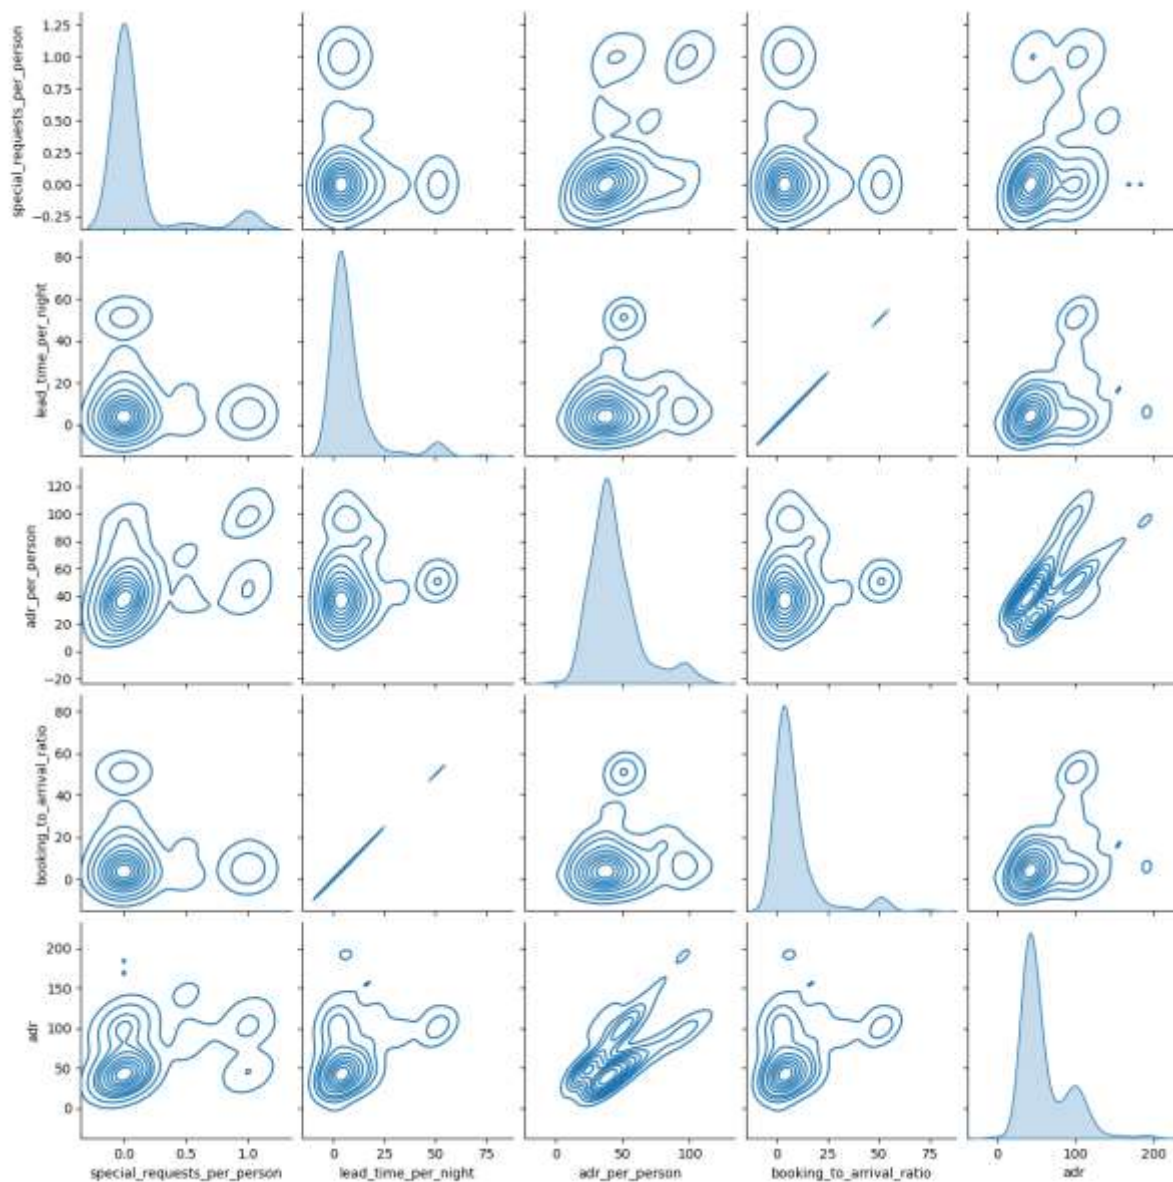 special_requests_per_person
1.25
1.00
0.75
0.50
0.25
0.00
−0.25
lead_time_per_night
80
60
40
20
0
adr_per_person
120
100
80
60
40
20
0
−20
booking_to_arrival_ratio
80
60
40
20
0
adr
200
150
100
50
0
0.0 0.5 1.0
0 25 50 75
0 50 100
0 25 50 75
0 100 200
special_requests_per_person
lead_time_per_night
adr_per_person
booking_to_arrival_ratio
adr